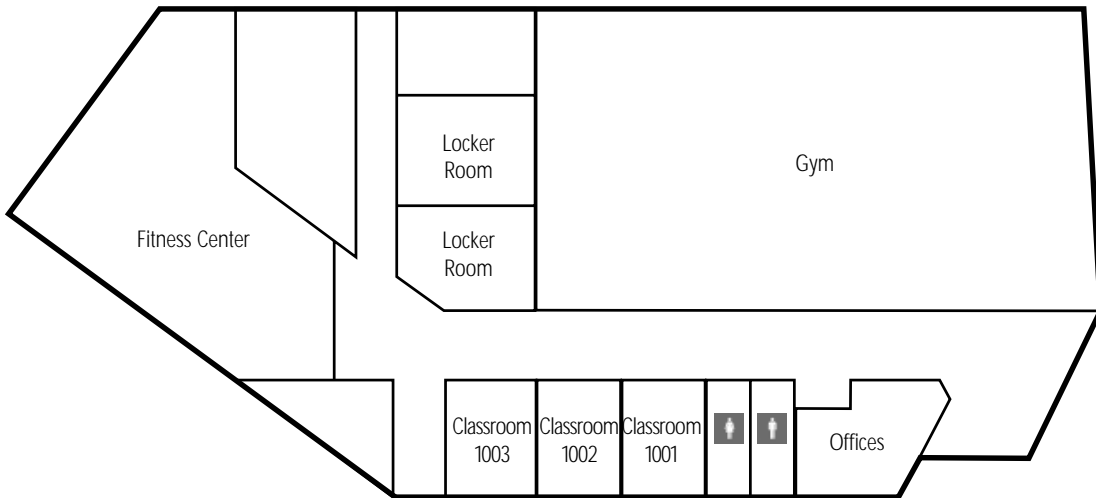 Locker
Room
Gym
Fitness Center
Locker
Room
Classroom
1003
Classroom
1002
Classroom
1001
Offices